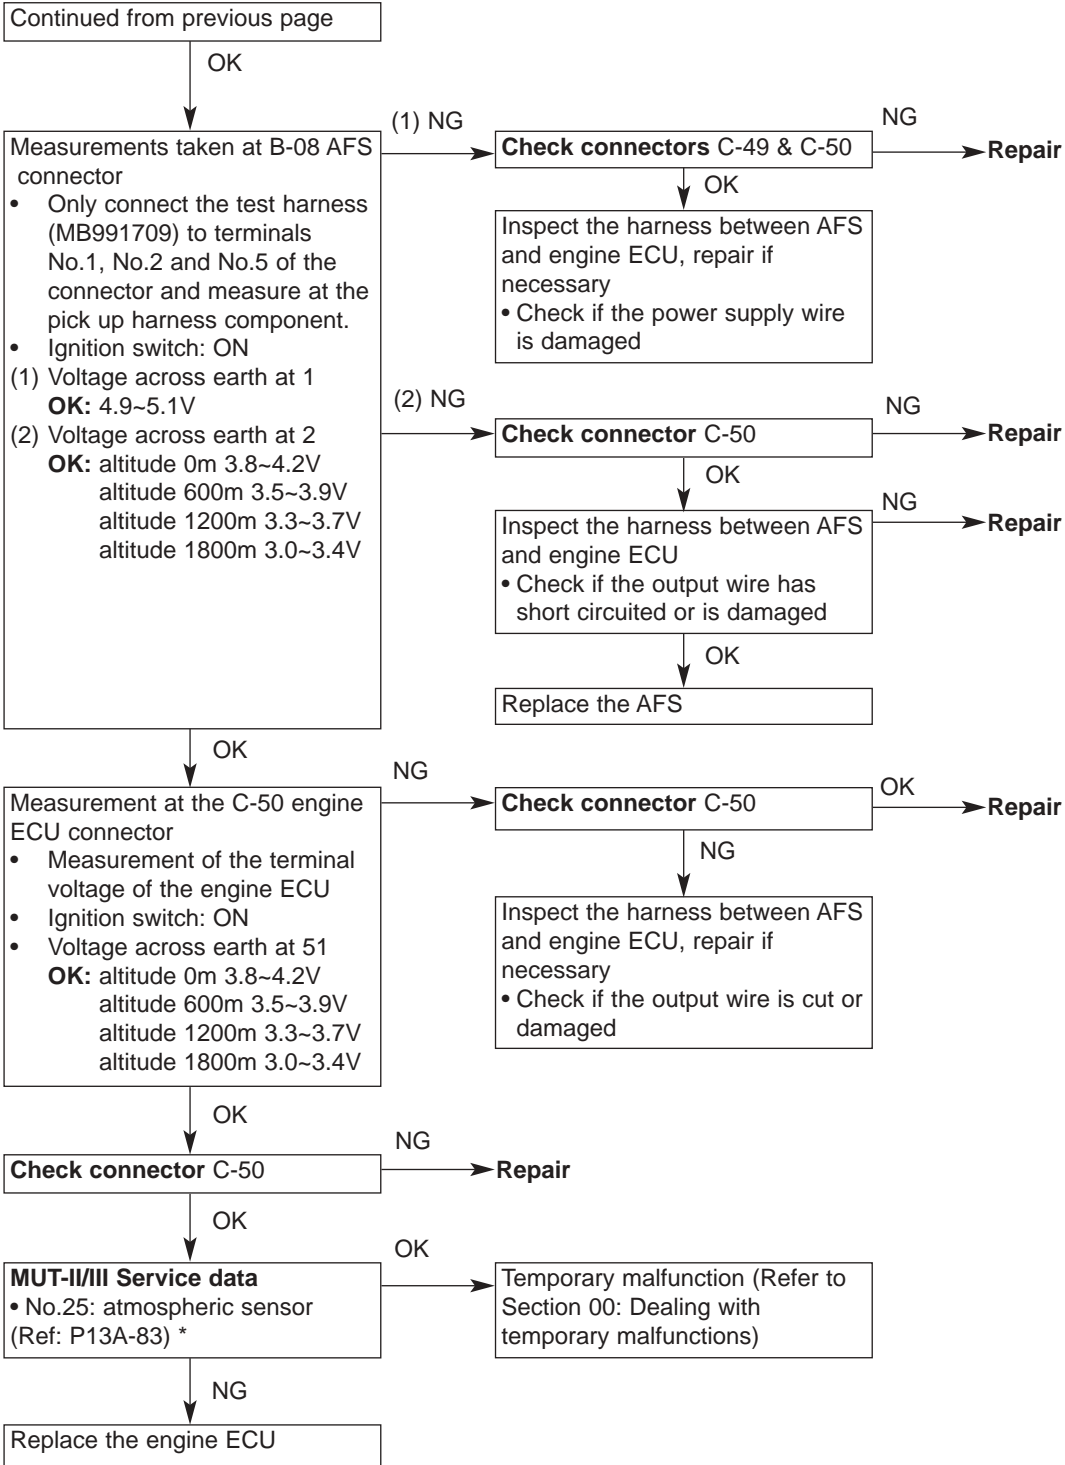 Continued from previous page
OK
Measurements taken at B-08 AFS
connector
• Only connect the test harness
(MB991709) to terminals
No.1, No.2 and No.5 of the
connector and measure at the
pick up harness component.
• Ignition switch: ON
(1) Voltage across earth at 1
OK: 4.9~5.1V
(2) Voltage across earth at 2
OK: altitude 0m 3.8~4.2V
altitude 600m 3.5~3.9V
altitude 1200m 3.3~3.7V
altitude 1800m 3.0~3.4V
(1) NG
Check connectors C-49 & C-50
NG
Repair
OK
Inspect the harness between AFS
and engine ECU, repair if
necessary
• Check if the power supply wire
is damaged
(2) NG
Check connector C-50
NG
Repair
OK
Inspect the harness between AFS
and engine ECU
• Check if the output wire has
short circuited or is damaged
NG
Repair
OK
Replace the AFS
OK
Measurement at the C-50 engine
ECU connector
• Measurement of the terminal
voltage of the engine ECU
• Ignition switch: ON
• Voltage across earth at 51
OK: altitude 0m 3.8~4.2V
altitude 600m 3.5~3.9V
altitude 1200m 3.3~3.7V
altitude 1800m 3.0~3.4V
NG
Check connector C-50
OK
Repair
NG
Inspect the harness between AFS
and engine ECU, repair if
necessary
• Check if the output wire is cut or
damaged
OK
Check connector C-50
NG
Repair
OK
MUT-II/III Service data
• No.25: atmospheric sensor
(Ref: P13A-83) *
OK
Temporary malfunction (Refer to
Section 00: Dealing with
temporary malfunctions)
NG
Replace the engine ECU